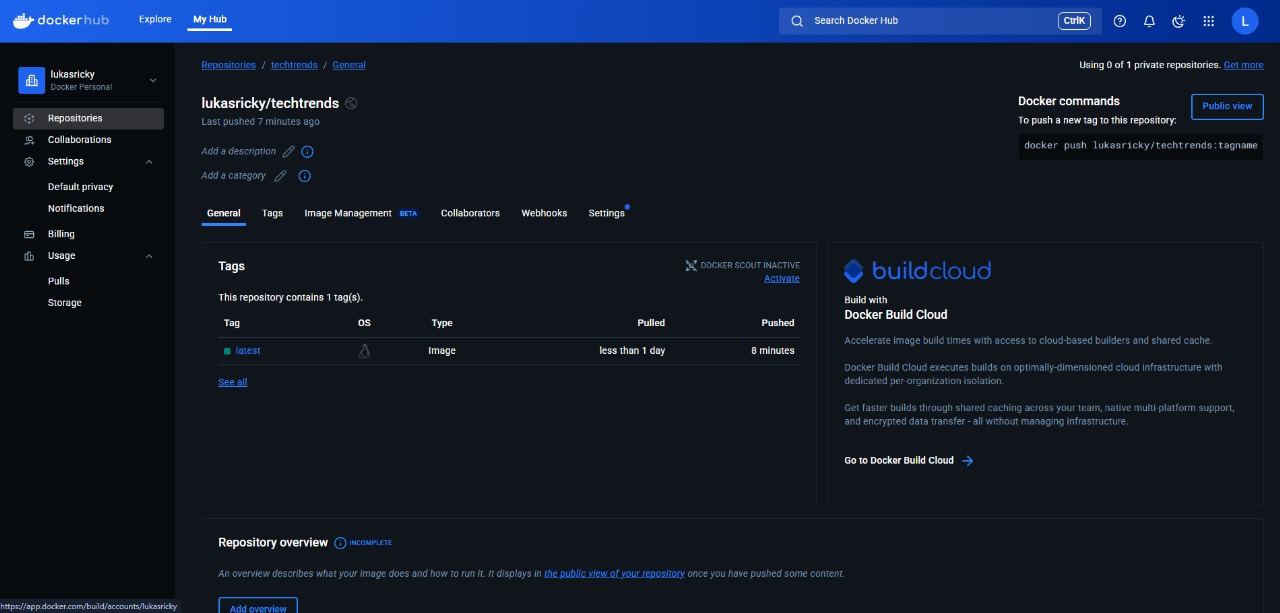 dockerhub
Explore
My Hub
Search Docker Hub
CtrlK
L
lukasricky
Docker Personal
Repositories
Collaborations
Settings
Default privacy
Notifications
Billing
Usage
Pulls
Storage
Repositories / techtrends / General
Using 0 of 1 private repositories. Get more
lukasricky/techtrends
Last pushed 7 minutes ago
Add a description
Add a category
Docker commands
To push a new tag to this repository:
Public view
docker push lukasricky/techtrends:tagname
General
Tags
Image Management BETA
Collaborators
Webhooks
Settings
Tags
DOCKER SCOUT INACTIVE
Activate
This repository contains 1 tag(s).
Tag OS Type Pulled Pushed
latest Image less than 1 day 8 minutes
See all
buildcloud
Build with
Docker Build Cloud
Accelerate image build times with access to cloud-based builders and shared cache.
Docker Build Cloud executes builds on optimally-dimensioned cloud infrastructure with
dedicated per-organization isolation.
Get faster builds through shared caching across your team, native multi-platform support,
and encrypted data transfer - all without managing infrastructure.
Go to Docker Build Cloud
Repository overview INCOMPLETE
An overview describes what your image does and how to run it. It displays in the public view of your repository once you have pushed some content.
Add overview
https://app.docker.com/build/accounts/lukasricky